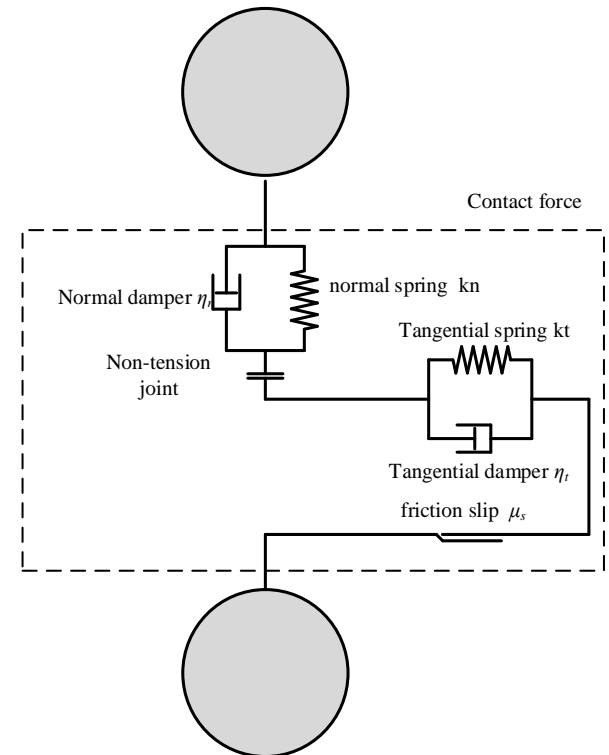 Contact force
normal spring kn
Normal damper ηn
Tangential spring kt
Non-tension
joint
Tangential damper ηt
friction slip μs